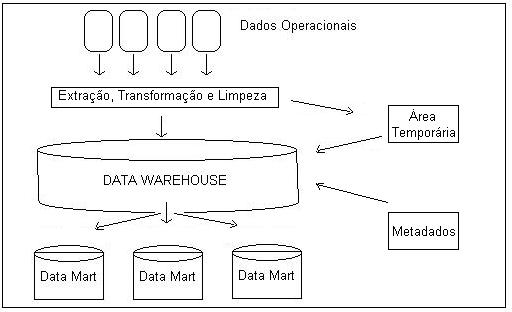 Dados Operacionais
Extração, Transformação e Limpeza
Área
Temporária
DATA WAREHOUSE
Metadados
Data Mart
Data Mart
Data Mart